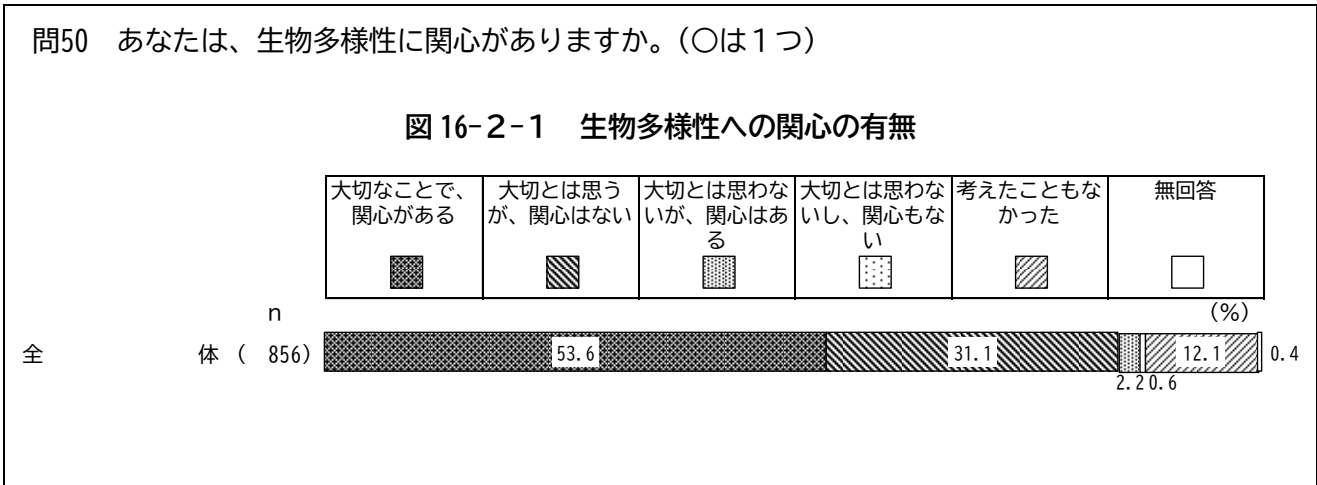 問50　あなたは、生物多様性に関心がありますか。（○は１つ）
図 16-２-１　生物多様性への関心の有無
大切なことで、
関心がある
大切とは思う
が、関心はない
大切とは思わな
いが、関心はあ
る
大切とは思わな
いし、関心もな
い
考えたこともな
かった
無回答
n
(%)
全　体 ( 856)
53.6
31.1
12.1
0.4
2.2
0.6